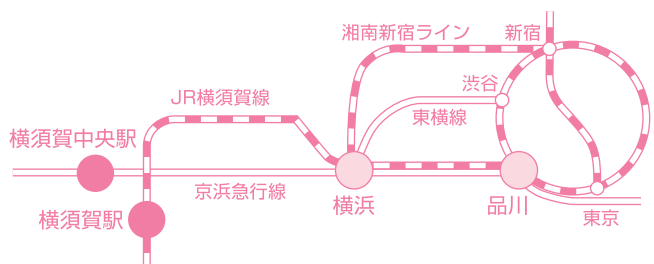 湘南新宿ライン
新宿
渋谷
JR横須賀線
東横線
横須賀中央駅
京浜急行線
横浜
品川
横須賀駅
東京